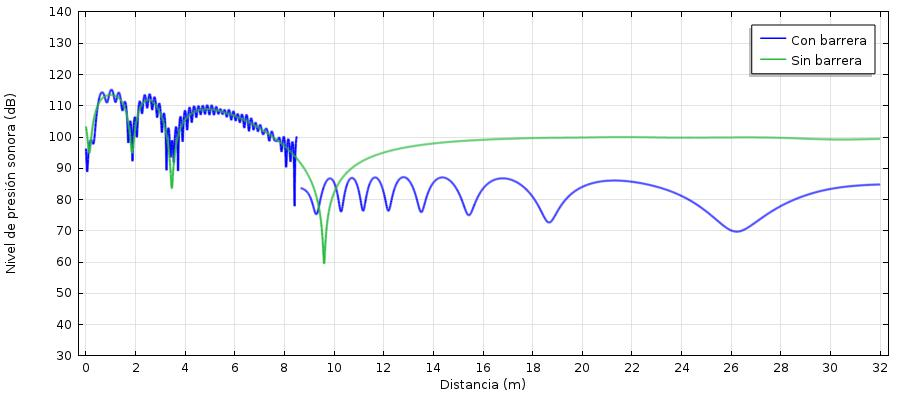 Nivel de presión sonora (dB)
140
130
120
110
100
90
80
70
60
50
40
30
Con barrera
Sin barrera
0 2 4 6 8 10 12 14 16 18 20 22 24 26 28 30 32
Distancia (m)